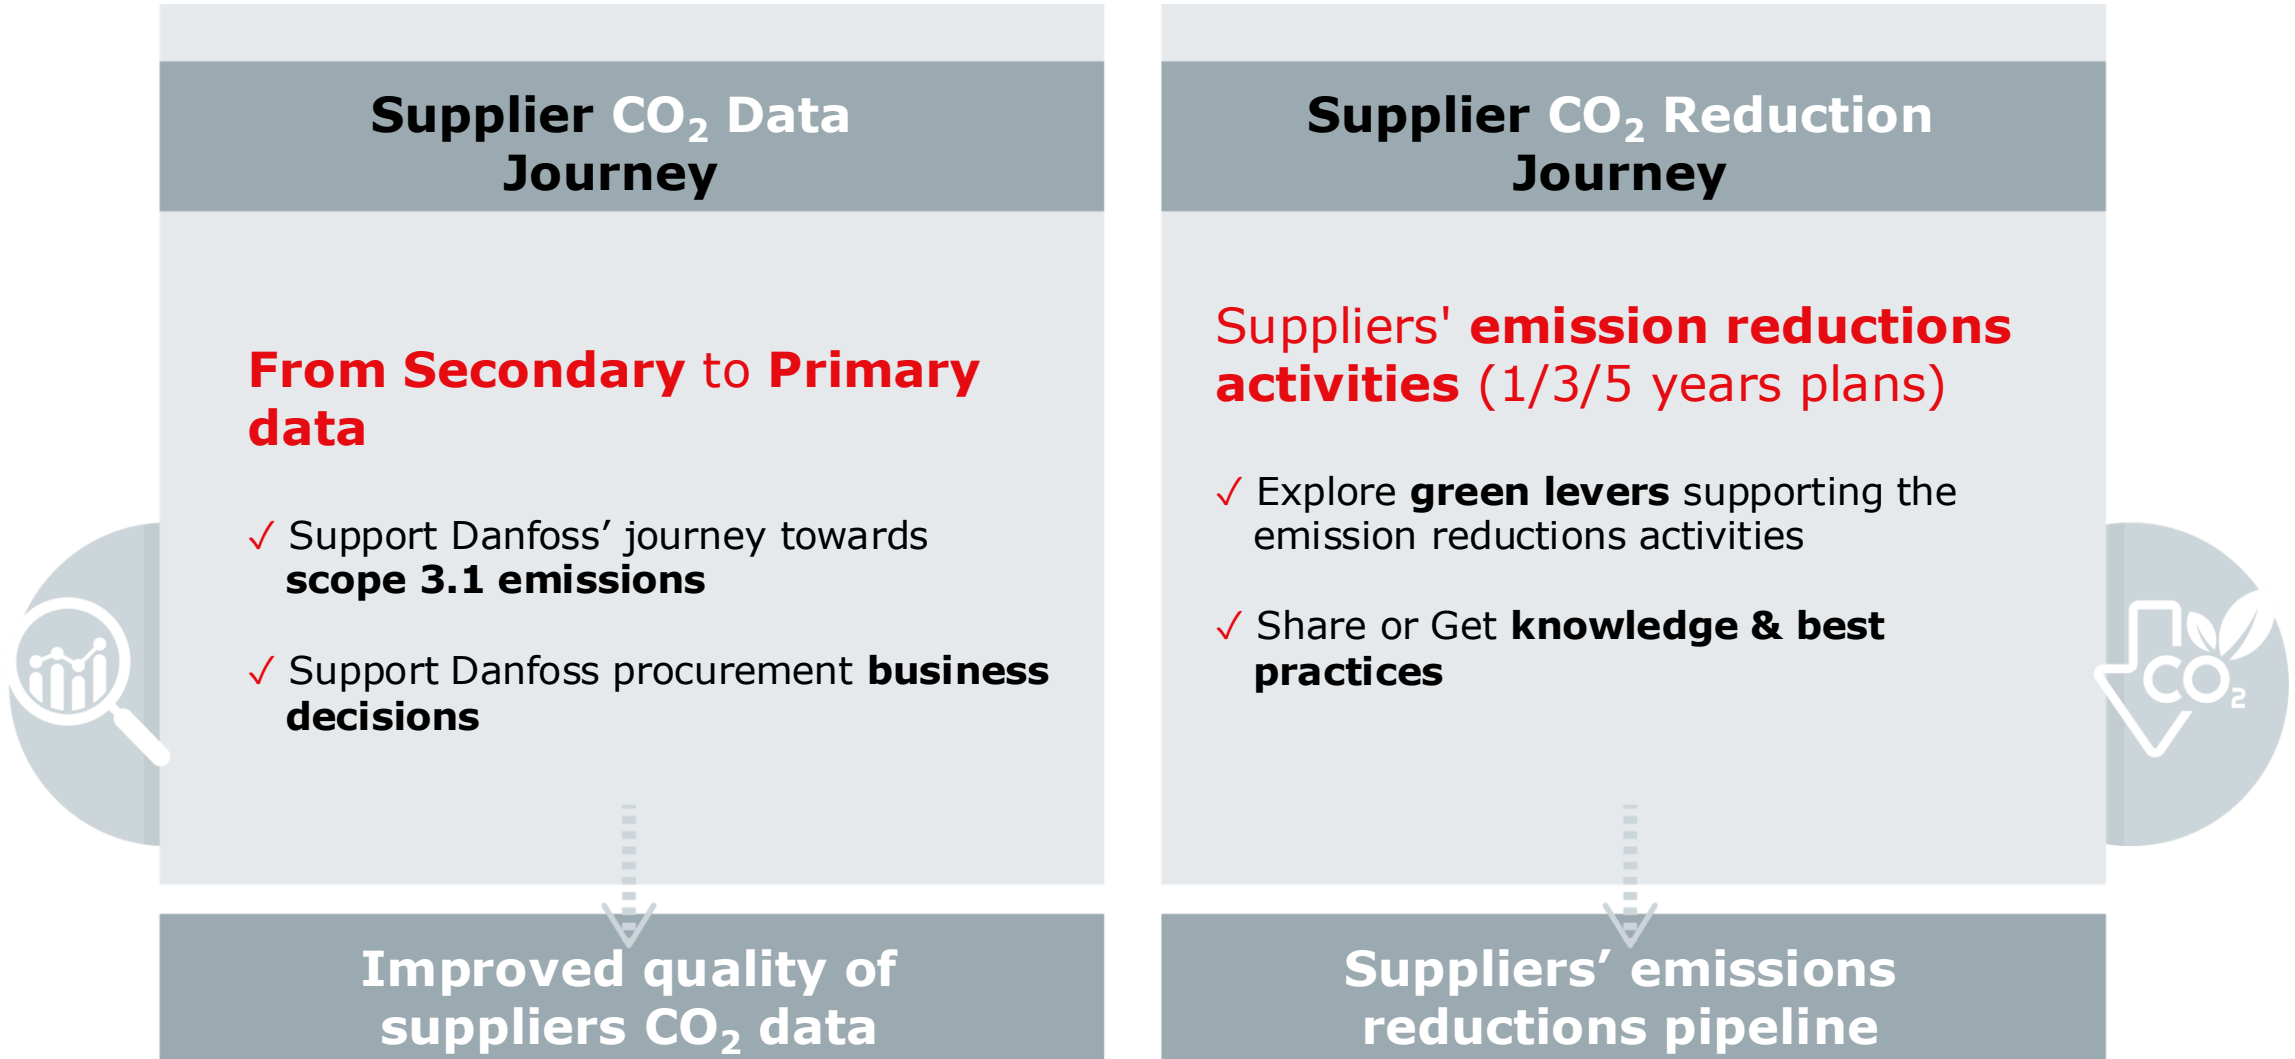 Supplier CO₂ Data
Journey
From Secondary to Primary
data
✓ Support Danfoss’ journey towards
scope 3.1 emissions
✓ Support Danfoss procurement business
decisions
Improved quality of
suppliers CO₂ data
Supplier CO₂ Reduction
Journey
Suppliers' emission reductions
activities (1/3/5 years plans)
✓ Explore green levers supporting the
emission reductions activities
✓ Share or Get knowledge & best
practices
CO₂
Suppliers’ emissions
reductions pipeline